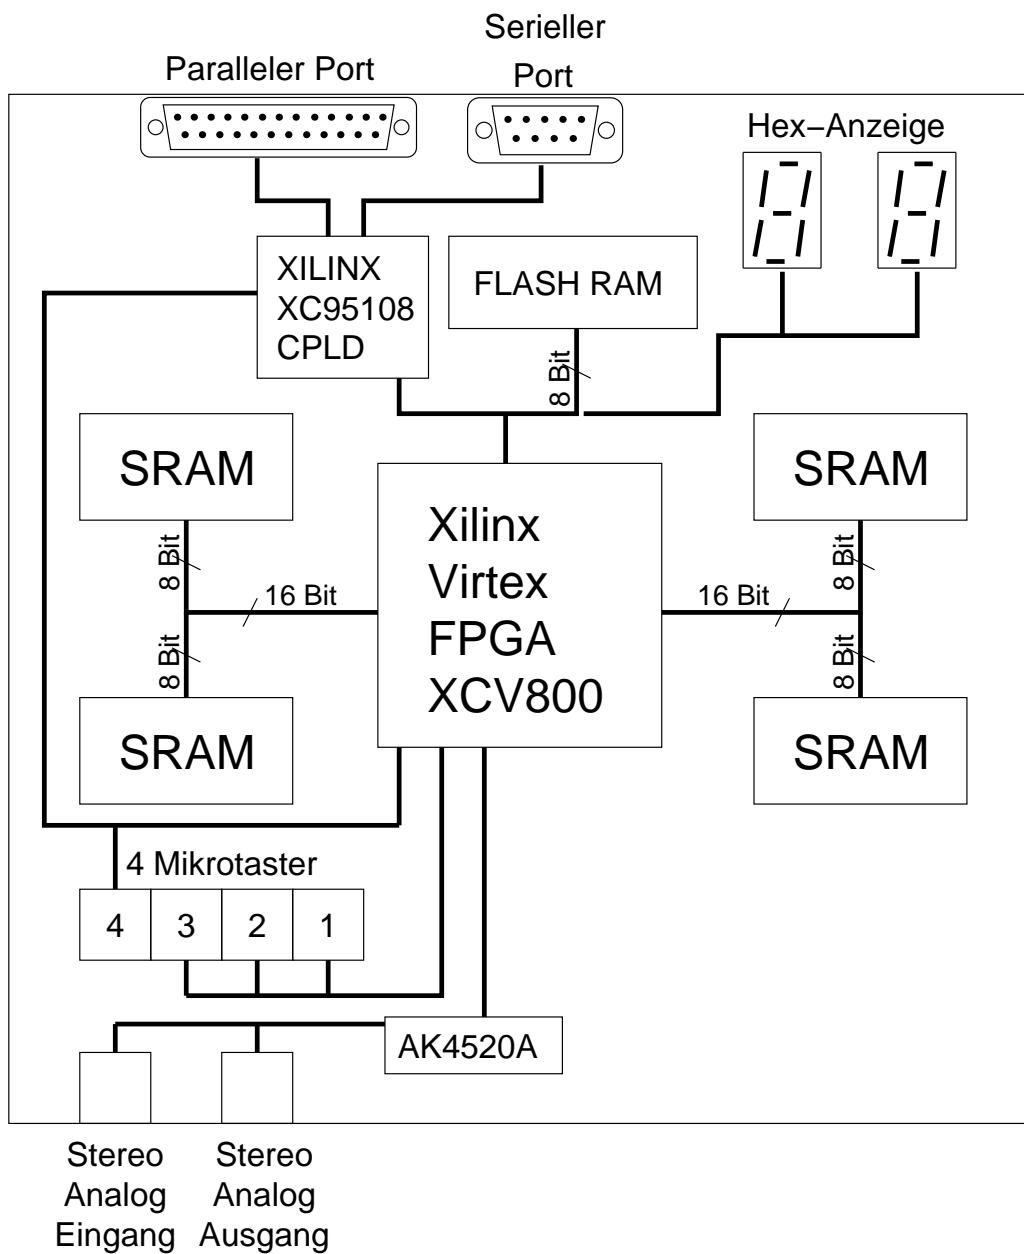 Serieller
Port
Paralleler Port
Hex−Anzeige
XILINX
XC95108
CPLD
FLASH RAM
8 Bit
SRAM
SRAM
Xilinx
Virtex
FPGA
XCV800
8 Bit
16 Bit
8 Bit
16 Bit
8 Bit
8 Bit
SRAM
SRAM
4 Mikrotaster
4 3 2 1
AK4520A
Stereo
Analog
Eingang
Stereo
Analog
Ausgang